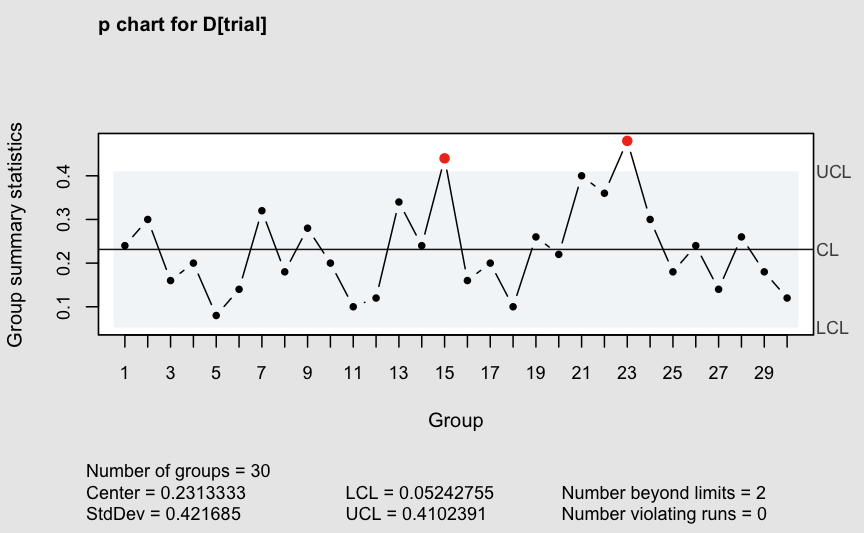 p chart for D[trial]
Group summary statistics
0.4
0.3
0.2
0.1
UCL
CL
LCL
1 3 5 7 9 11 13 15 17 19 21 23 25 27 29
Group
Number of groups = 30
Center = 0.2313333 LCL = 0.05242755 Number beyond limits = 2
StdDev = 0.421685 UCL = 0.4102391 Number violating runs = 0